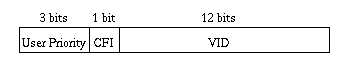 3 bits 1 bit 12 bits
User Priority CFI VID